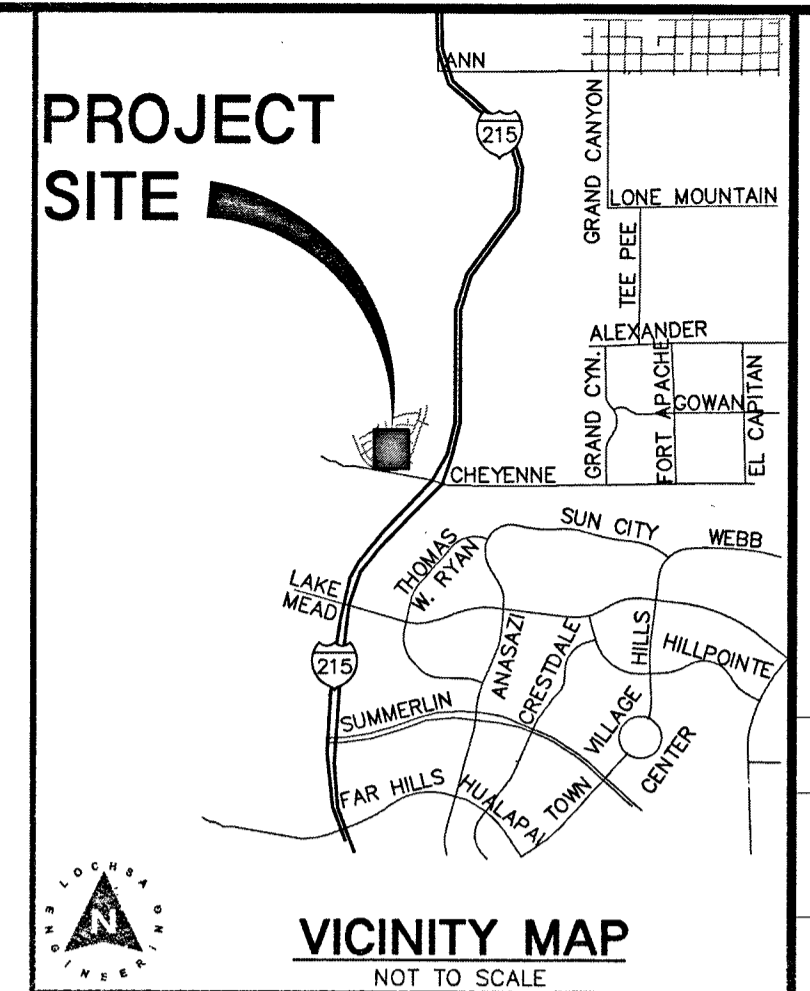 ANN
PROJECT
SITE
215
GRAND CANYON
LONE MOUNTAIN
TEE PEE
ALEXANDER
GRAND CYN.
FORT APACHE
GOWAN
EL CAPITAN
CHEYENNE
SUN CITY
WEBB
THOMAS
W. RYAN
LAKE
MEAD
ANASAZI
CRESTDALE
HILLS
HILLPOINTE
215
SUMMERLIN
VILLAGE
CENTER
FAR HILLS
HUALAPAI
TOWN
LOCHSA
ENGINEERING
N
VICINITY MAP
NOT TO SCALE